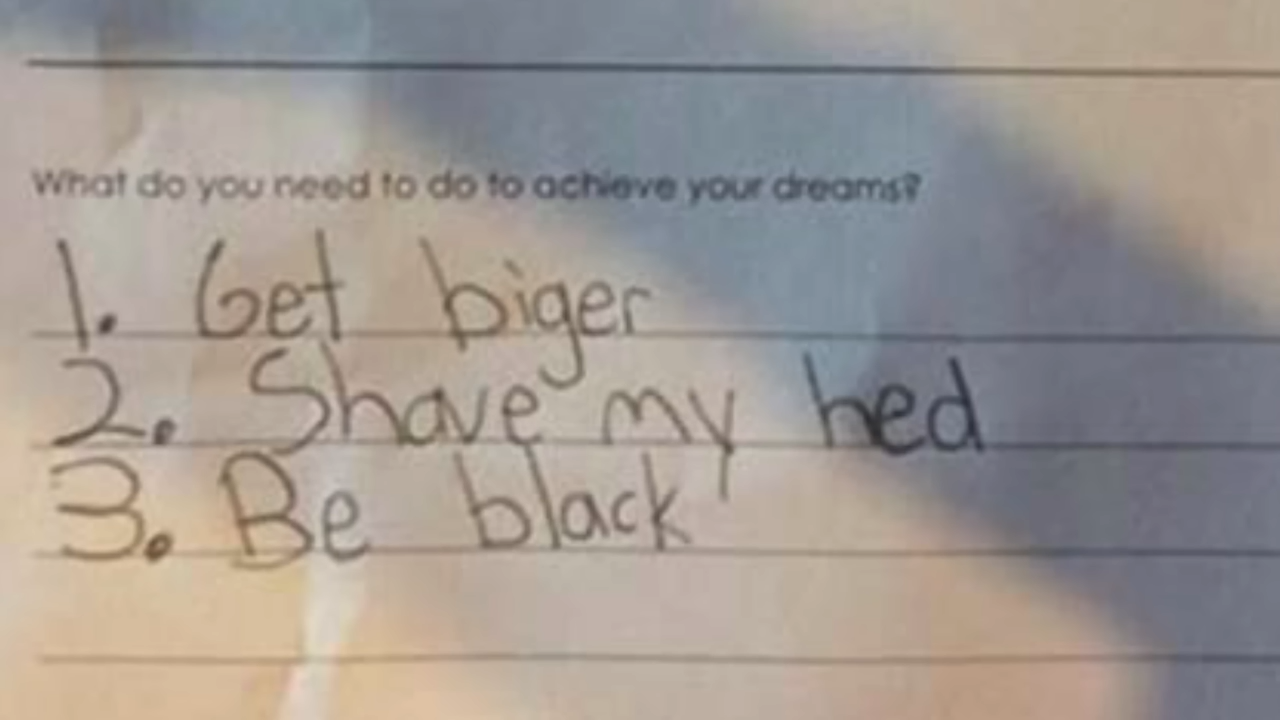 What do you need to do to achieve your dreams?
1. Get biger
2. Shave my hed
3. Be black